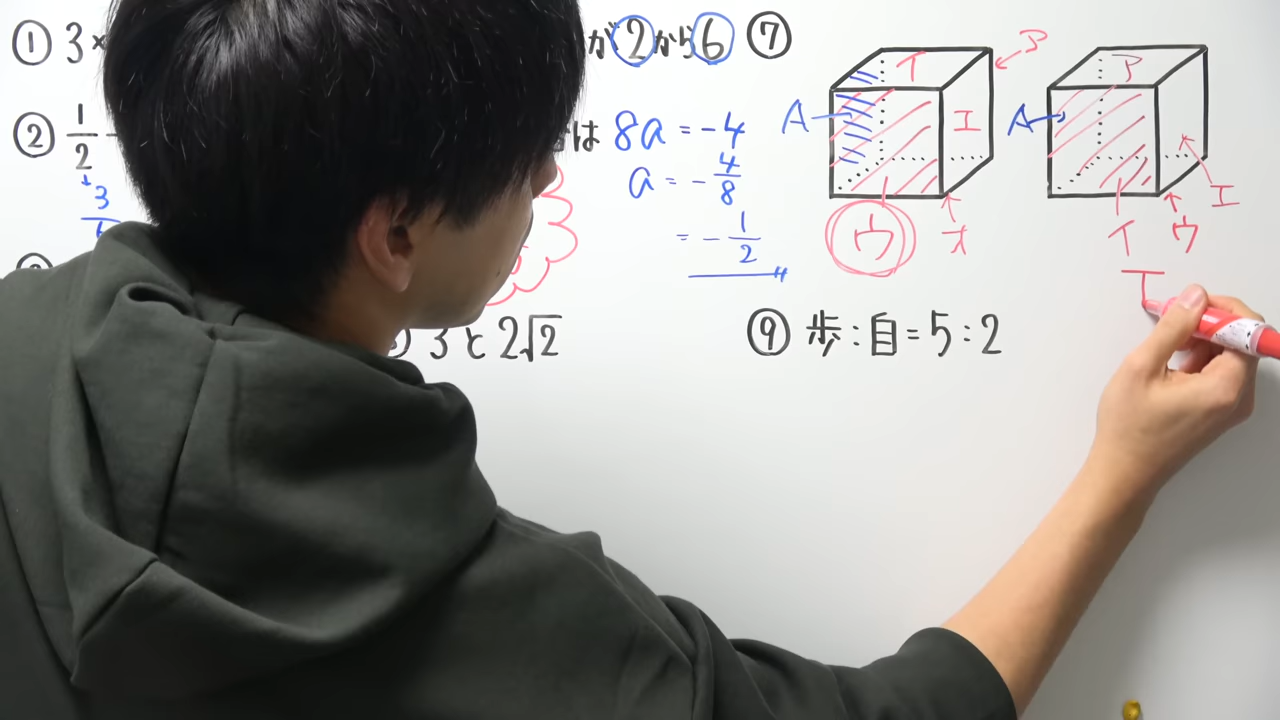 ① 3×
が2から6
② 1/2 -
は 8a = -4
3
a = -4/8
= -1/2
3と2√2
⑦
ア
イ
A
エ
ウ
オ
ア
A
エ
イ
ウ
⑨ 歩:自=5:2